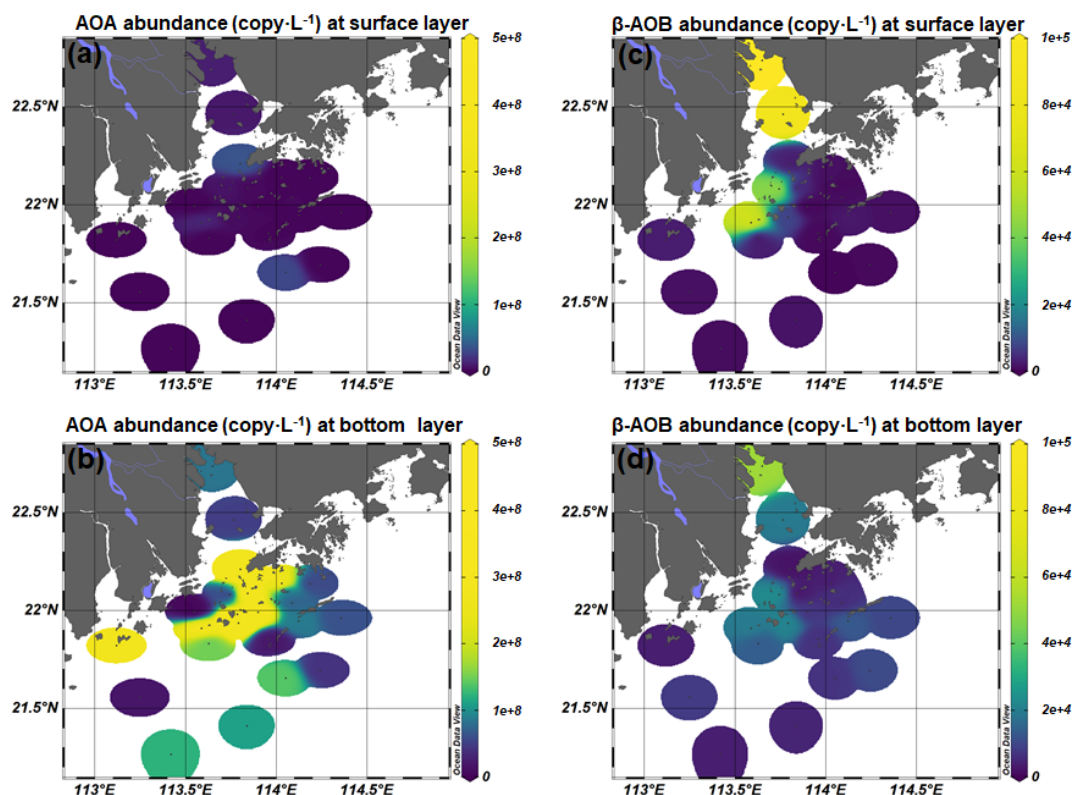 AOA abundance (copy·L⁻¹) at surface layer
(a)
22.5°N
22°N
21.5°N
113°E 113.5°E 114°E 114.5°E
5e+8
4e+8
3e+8
2e+8
1e+8
0
Ocean Data View
β-AOB abundance (copy·L⁻¹) at surface layer
(c)
22.5°N
22°N
21.5°N
113°E 113.5°E 114°E 114.5°E
1e+5
8e+4
6e+4
4e+4
2e+4
0
Ocean Data View
AOA abundance (copy·L⁻¹) at bottom layer
(b)
22.5°N
22°N
21.5°N
113°E 113.5°E 114°E 114.5°E
5e+8
4e+8
3e+8
2e+8
1e+8
0
Ocean Data View
β-AOB abundance (copy·L⁻¹) at bottom layer
(d)
22.5°N
22°N
21.5°N
113°E 113.5°E 114°E 114.5°E
1e+5
8e+4
6e+4
4e+4
2e+4
0
Ocean Data View